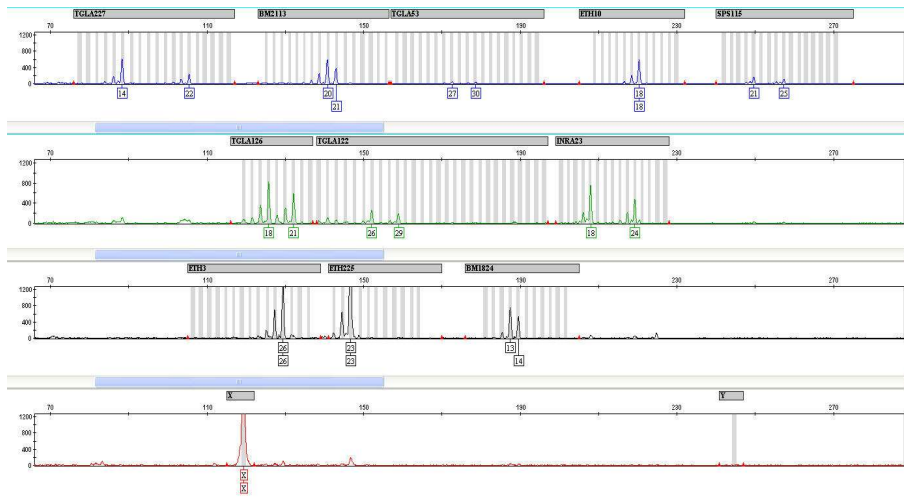 TGLA227 BM2113 TGLA53 ETH10 SPS115
70 110 150 190 230 270
1200
800
400
0
14 22 20 27 30 18 21 25
21 18
TGLA126 TGLA122 INRA23
70 110 150 190 230 270
1200
800
400
0
18 21 26 29 18 24
ETH3 ETH225 BM1824
70 110 150 190 230 270
1200
800
400
0
26 23 13 14
26 23
X Y
70 110 150 190 230 270
1200
800
400
0
X
X